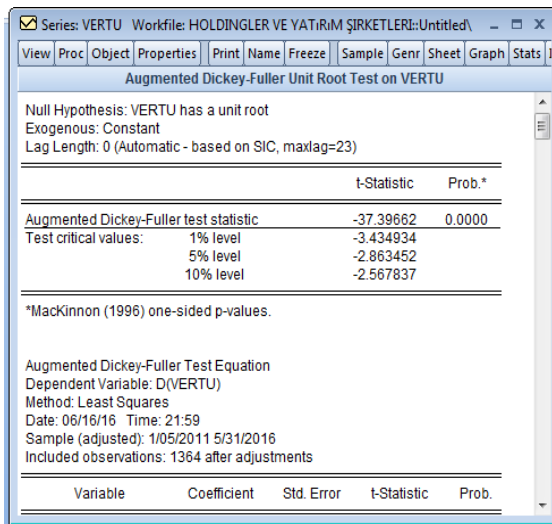 Series: VERTU   Workfile: HOLDINGLER VE YATıRıM ŞIRKETLERI::Untitled\
View Proc Object Properties Print Name Freeze Sample Genr Sheet Graph Stats
Augmented Dickey-Fuller Unit Root Test on VERTU
Null Hypothesis: VERTU has a unit root
Exogenous: Constant
Lag Length: 0 (Automatic - based on SIC, maxlag=23)
t-Statistic Prob.*
Augmented Dickey-Fuller test statistic -37.39662 0.0000
Test critical values: 1% level -3.434934
5% level -2.863452
10% level -2.567837
*MacKinnon (1996) one-sided p-values.
Augmented Dickey-Fuller Test Equation
Dependent Variable: D(VERTU)
Method: Least Squares
Date: 06/16/16 Time: 21:59
Sample (adjusted): 1/05/2011 5/31/2016
Included observations: 1364 after adjustments
Variable Coefficient Std. Error t-Statistic Prob.